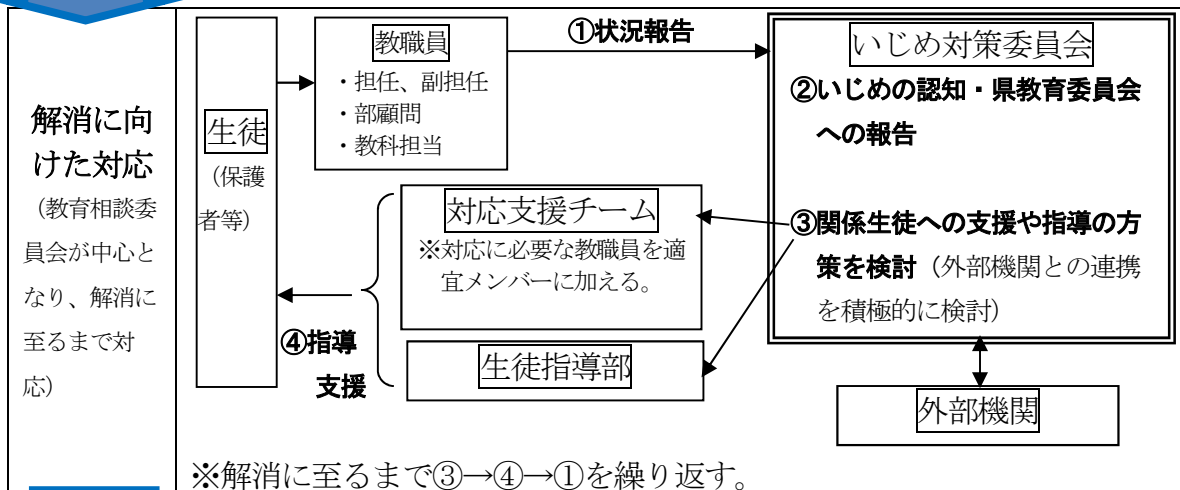 解消に向
けた対応
（教育相談委
員会が中心と
なり、解消に
至るまで対
応）
生徒
（保護
者等）
教職員
・担任、副担任
・部顧問
・教科担当
①状況報告
いじめ対策委員会
②いじめの認知・県教育委員会
への報告
③関係生徒への支援や指導の方
策を検討（外部機関との連携
を積極的に検討）
対応支援チーム
※対応に必要な教職員を適
宜メンバーに加える。
④指導
支援
生徒指導部
外部機関
※解消に至るまで③→④→①を繰り返す。